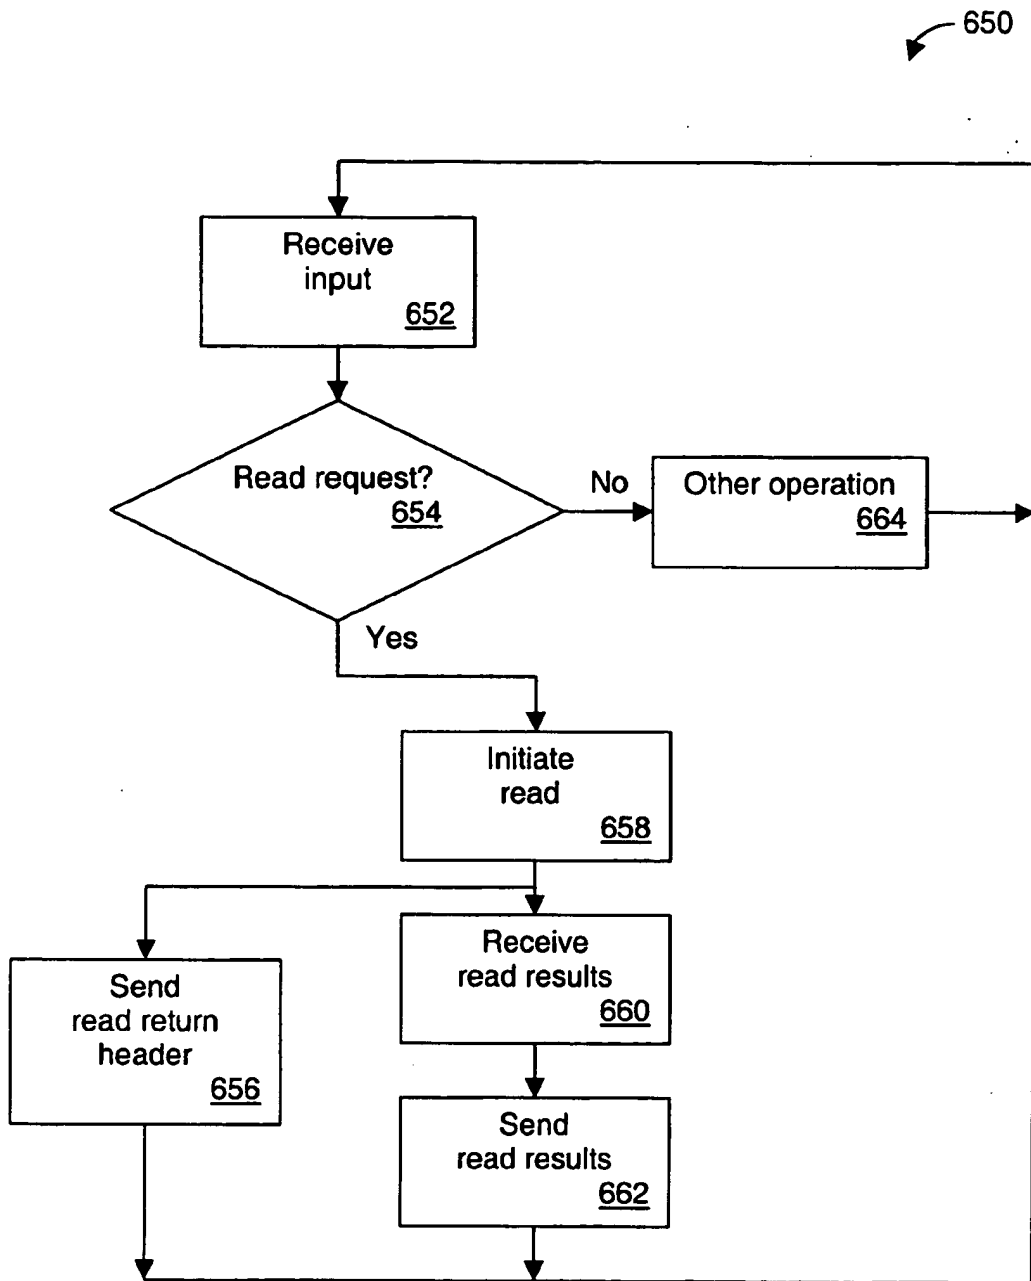 650
Receive
input
652
Read request?
654
No
Other operation
664
Yes
Initiate
read
658
Receive
read results
660
Send
read return
header
656
Send
read results
662